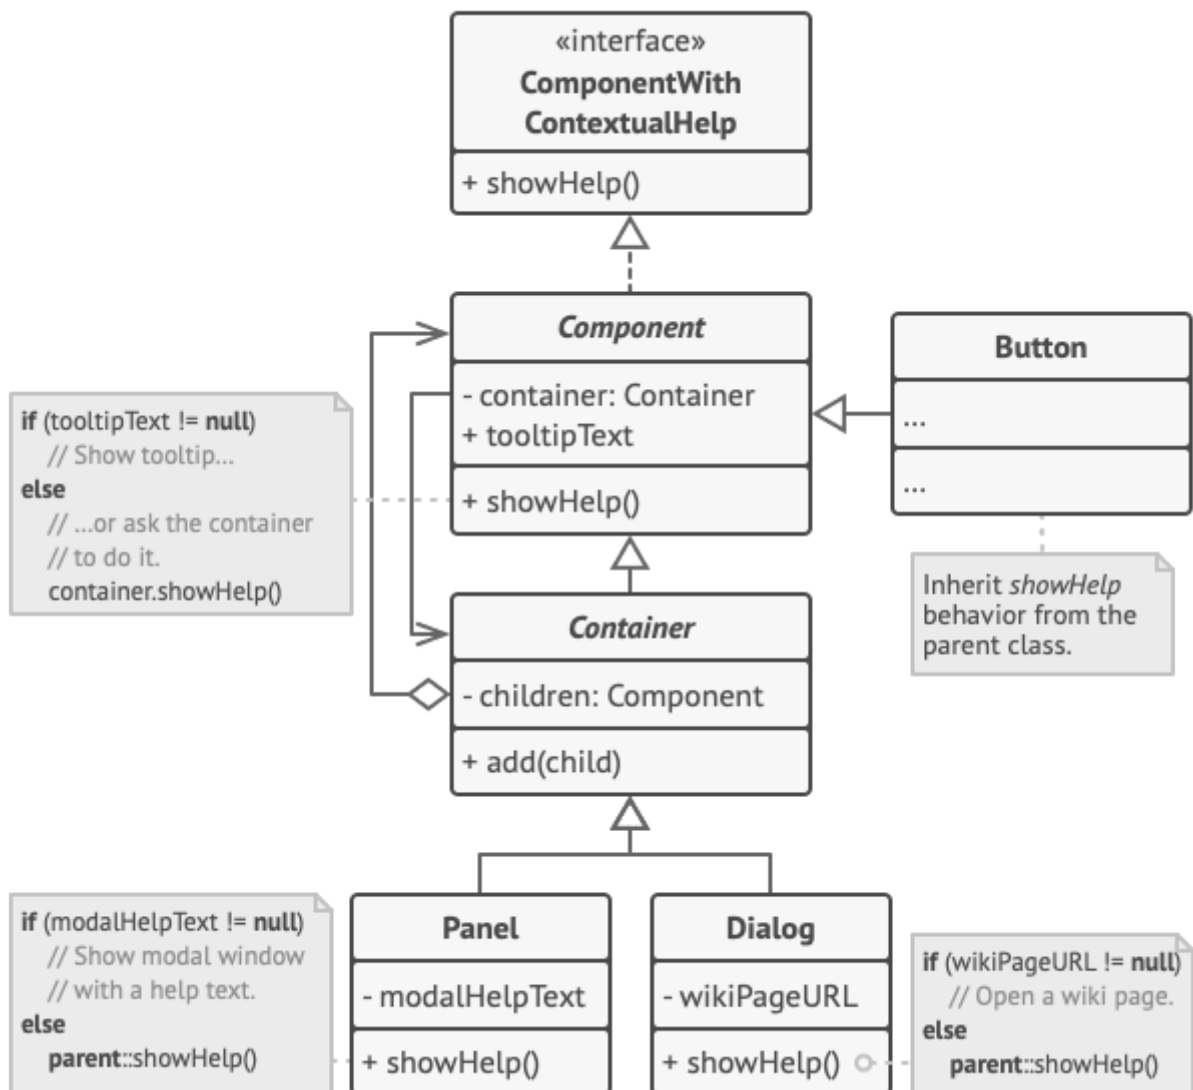 «interface»
ComponentWith
ContextualHelp
+ showHelp()
Component
- container: Container
+ tooltipText
+ showHelp()
Button
...
...
if (tooltipText != null)
// Show tooltip...
else
// ...or ask the container
// to do it.
container.showHelp()
Inherit showHelp
behavior from the
parent class.
Container
- children: Component
+ add(child)
if (modalHelpText != null)
// Show modal window
// with a help text.
else
parent::showHelp()
Panel
- modalHelpText
+ showHelp()
Dialog
- wikiPageURL
+ showHelp()
if (wikiPageURL != null)
// Open a wiki page.
else
parent::showHelp()